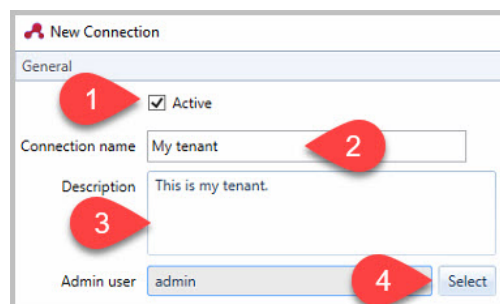 New Connection
General
1
Active
Connection name My tenant 2
Description This is my tenant.
3
Admin user admin 4 Select